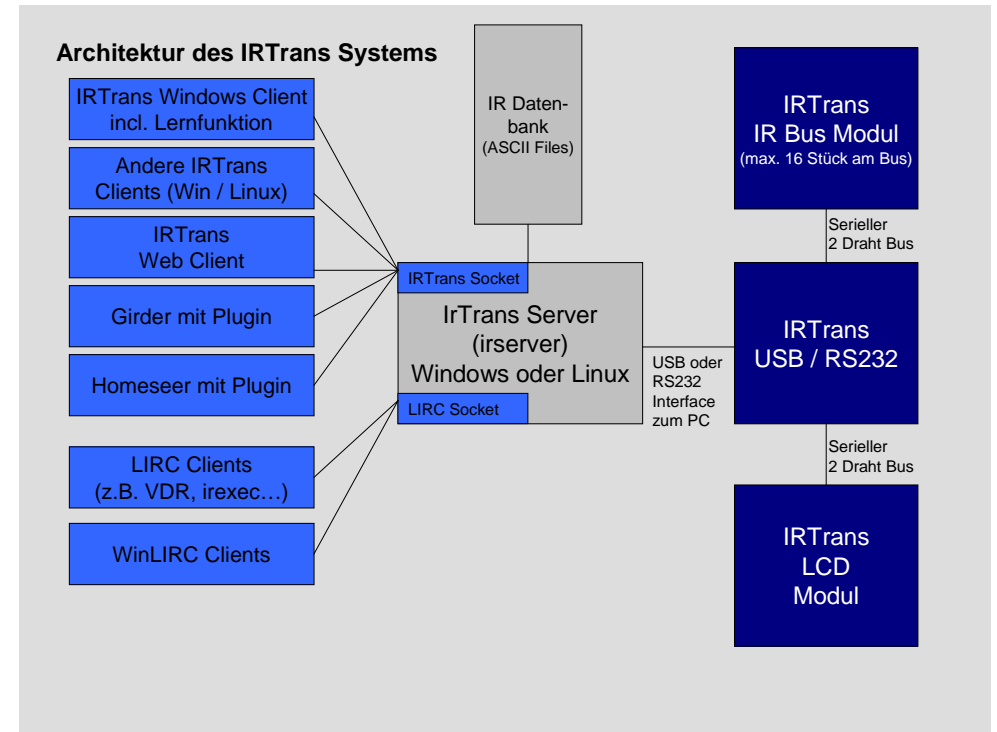 Architektur des IRTrans Systems
IRTrans Windows Client
incl. Lernfunktion
Andere IRTrans
Clients (Win / Linux)
IRTrans
Web Client
Girder mit Plugin
Homeseer mit Plugin
LIRC Clients
(z.B. VDR, irexec…)
WinLIRC Clients
IR Daten-
bank
(ASCII Files)
IRTrans Socket
IrTrans Server
(irserver)
Windows oder Linux
LIRC Socket
USB oder
RS232
Interface
zum PC
IRTrans
IR Bus Modul
(max. 16 Stück am Bus)
Serieller
2 Draht Bus
IRTrans
USB / RS232
Serieller
2 Draht Bus
IRTrans
LCD
Modul